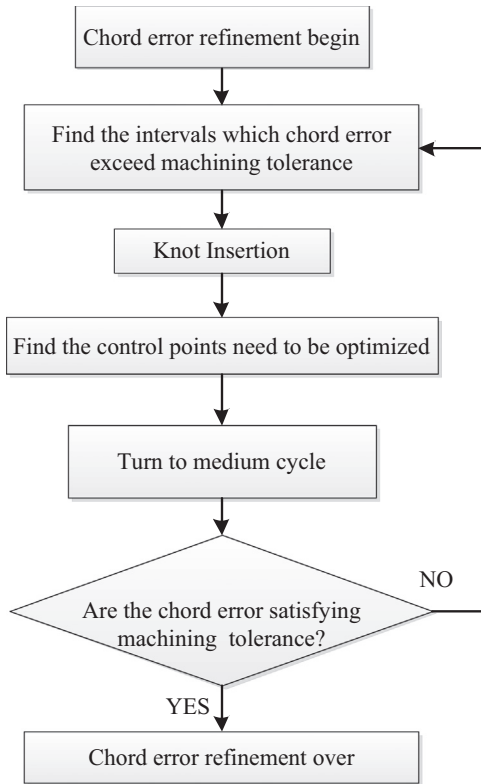 Chord error refinement begin
Find the intervals which chord error
exceed machining tolerance
Knot Insertion
Find the control points need to be optimized
Turn to medium cycle
NO
Are the chord error satisfying
machining tolerance?
YES
Chord error refinement over